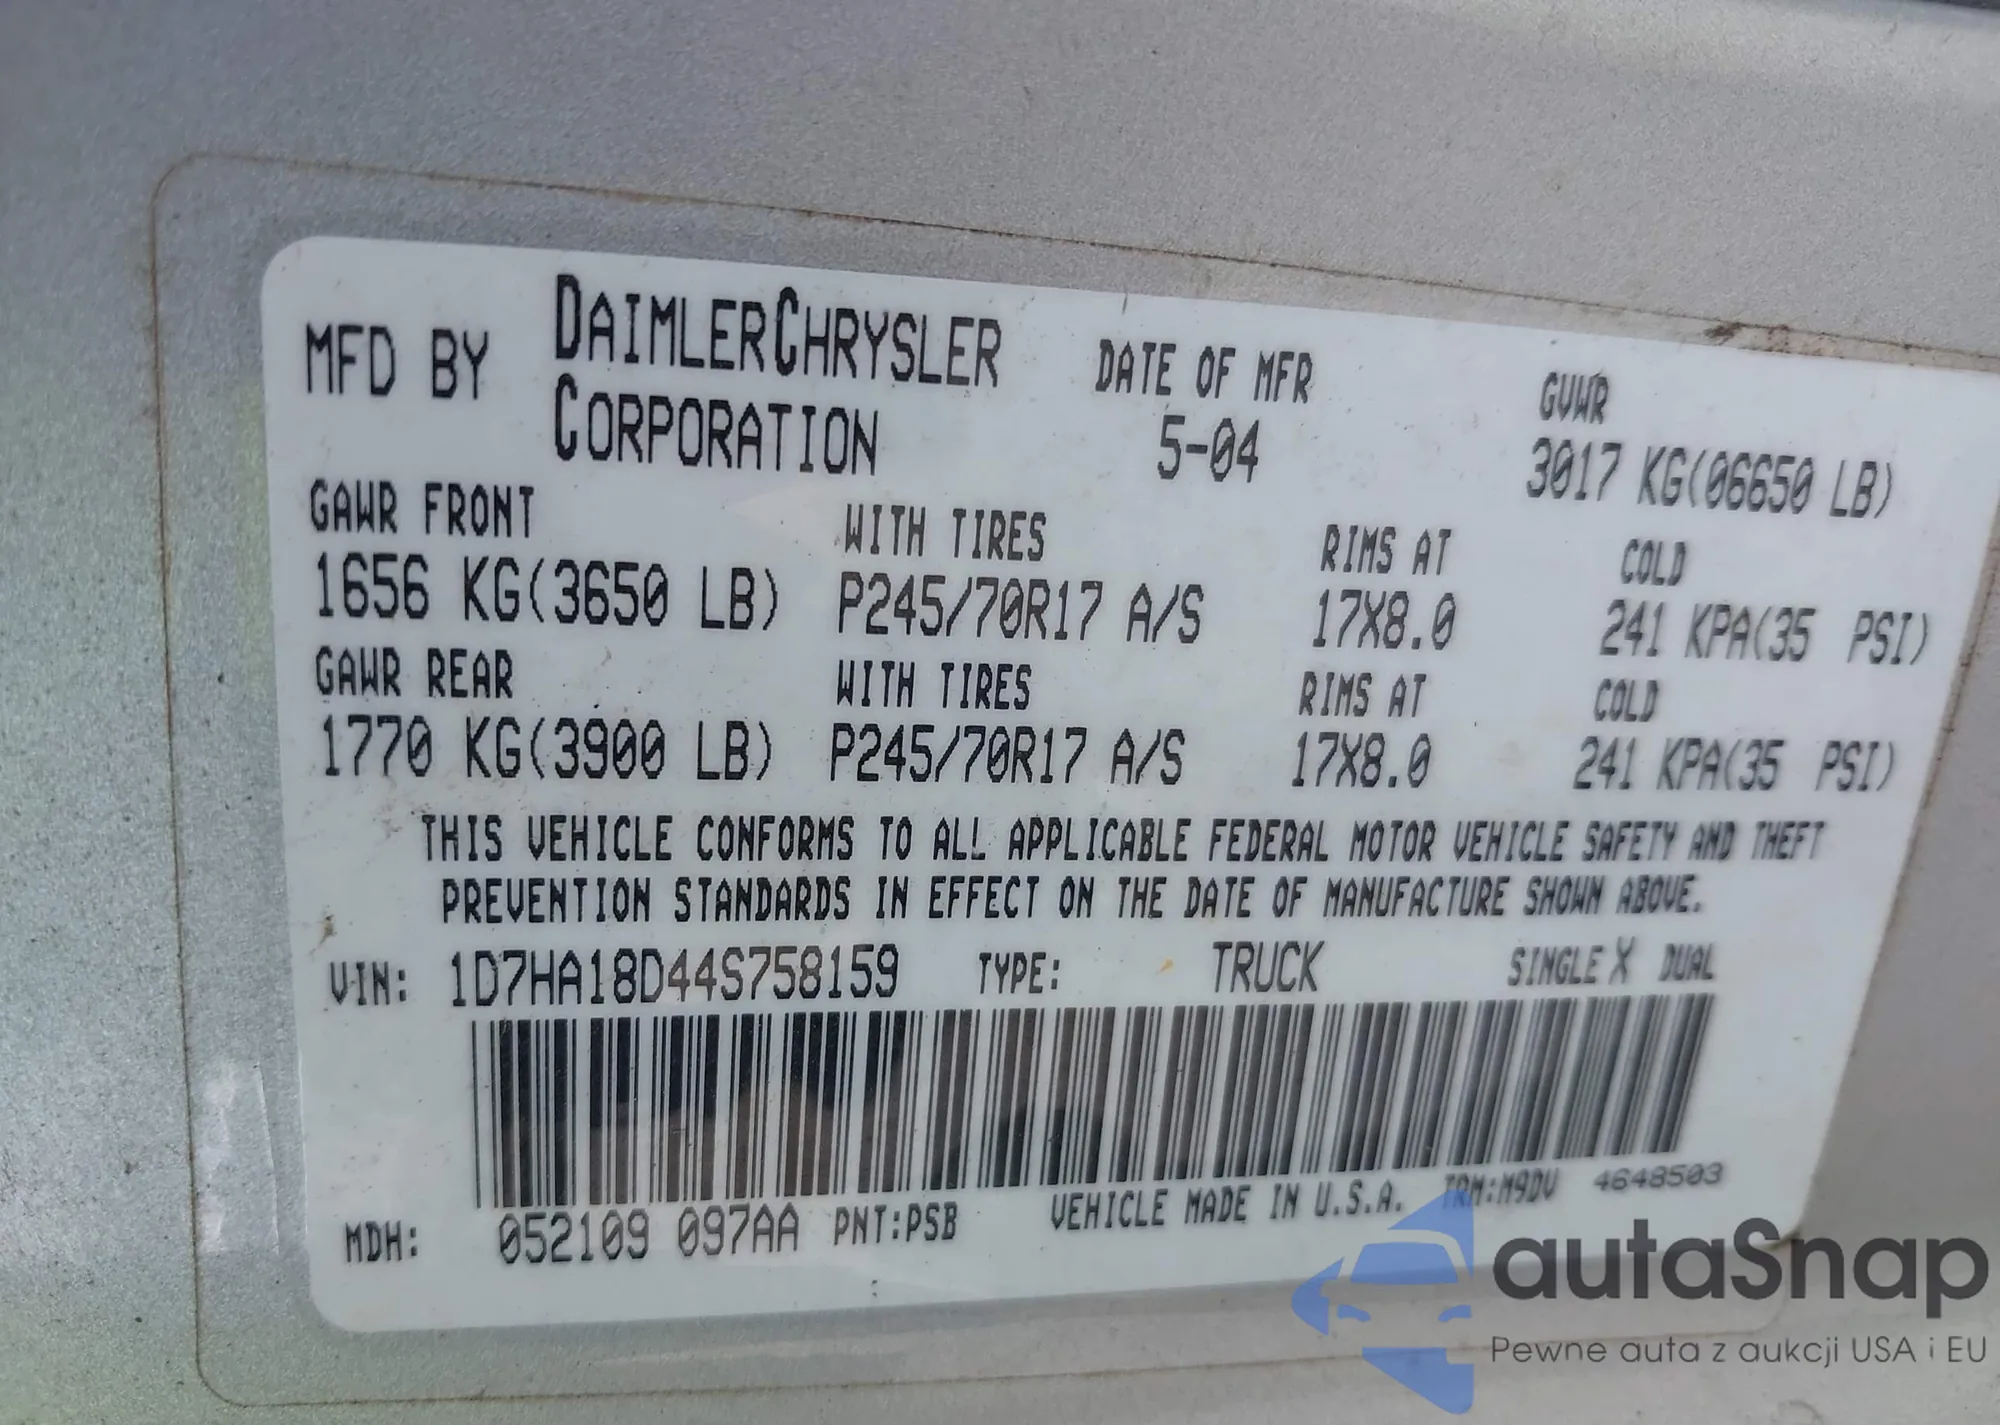 MFD BY DAIMLERCHRYSLER CORPORATION DATE OF MFR 5-04 GVWR 3017 KG(06650 LB)
GAWR FRONT WITH TIRES RIMS AT COLD
1656 KG(3650 LB) P245/70R17 A/S 17X8.0 241 KPA(35 PSI)
GAWR REAR WITH TIRES RIMS AT COLD
1770 KG(3900 LB) P245/70R17 A/S 17X8.0 241 KPA(35 PSI)
THIS VEHICLE CONFORMS TO ALL APPLICABLE FEDERAL MOTOR VEHICLE SAFETY AND THEFT
PREVENTION STANDARDS IN EFFECT ON THE DATE OF MANUFACTURE SHOWN ABOVE.
VIN: 1D7HA18D44S758159 TYPE: TRUCK SINGLE X DUAL
MDH: 052109 097AA PNT:PSB VEHICLE MADE IN U.S.A. TRM:M9DV 4648503
autaSnap
Pewne auta z aukcji USA i EU